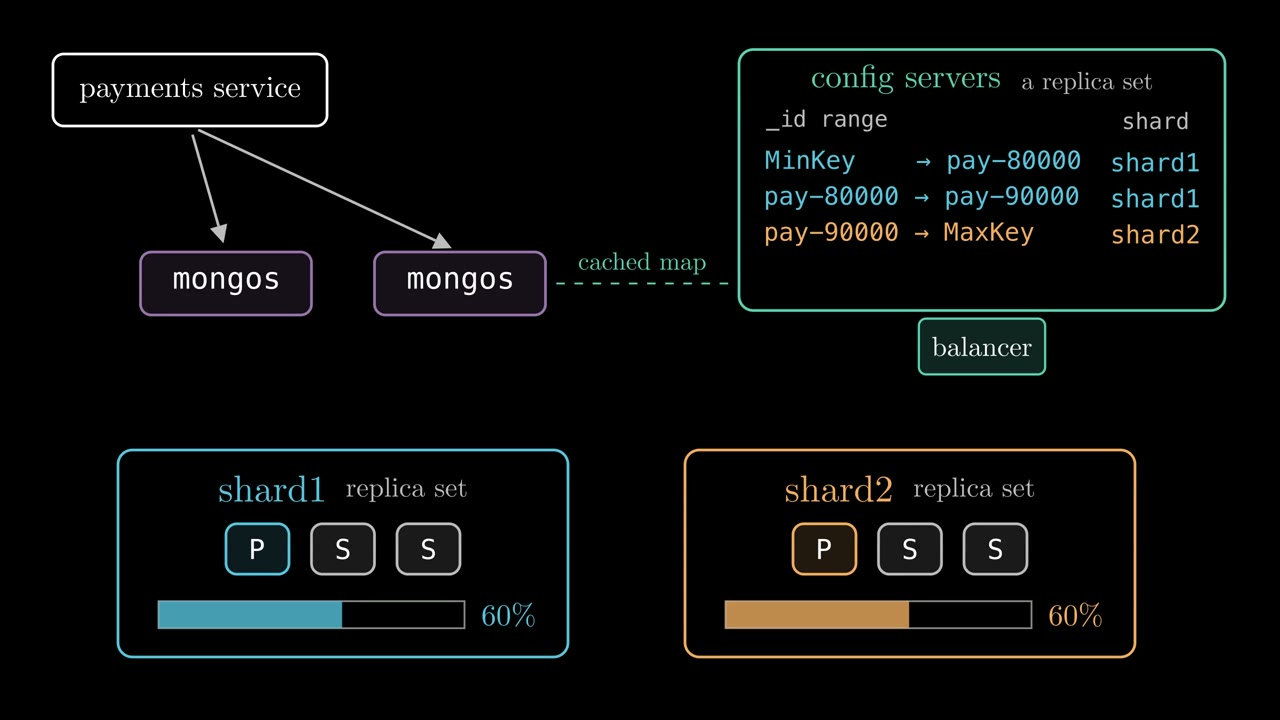 payments service
config servers a replica set
_id range shard
MinKey → pay-80000 shard1
pay-80000 → pay-90000 shard1
pay-90000 → MaxKey shard2
mongos mongos
cached map
balancer
shard1 replica set
P S S
60%
shard2 replica set
P S S
60%